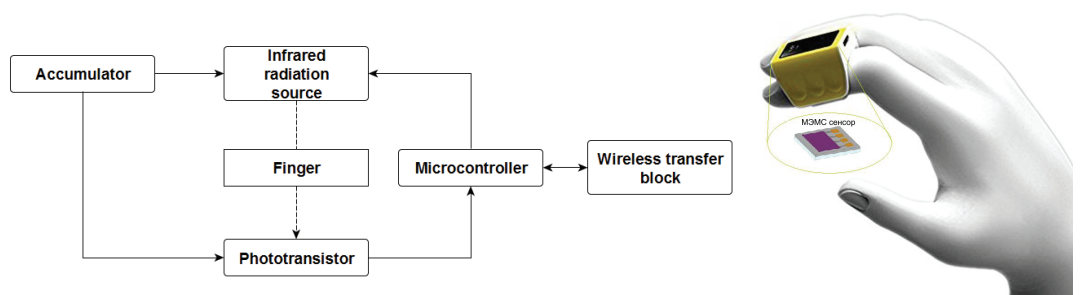 Accumulator
Infrared
radiation
source
Finger
Microcontroller
Wireless transfer
block
Phototransistor
МЭМС сенсор